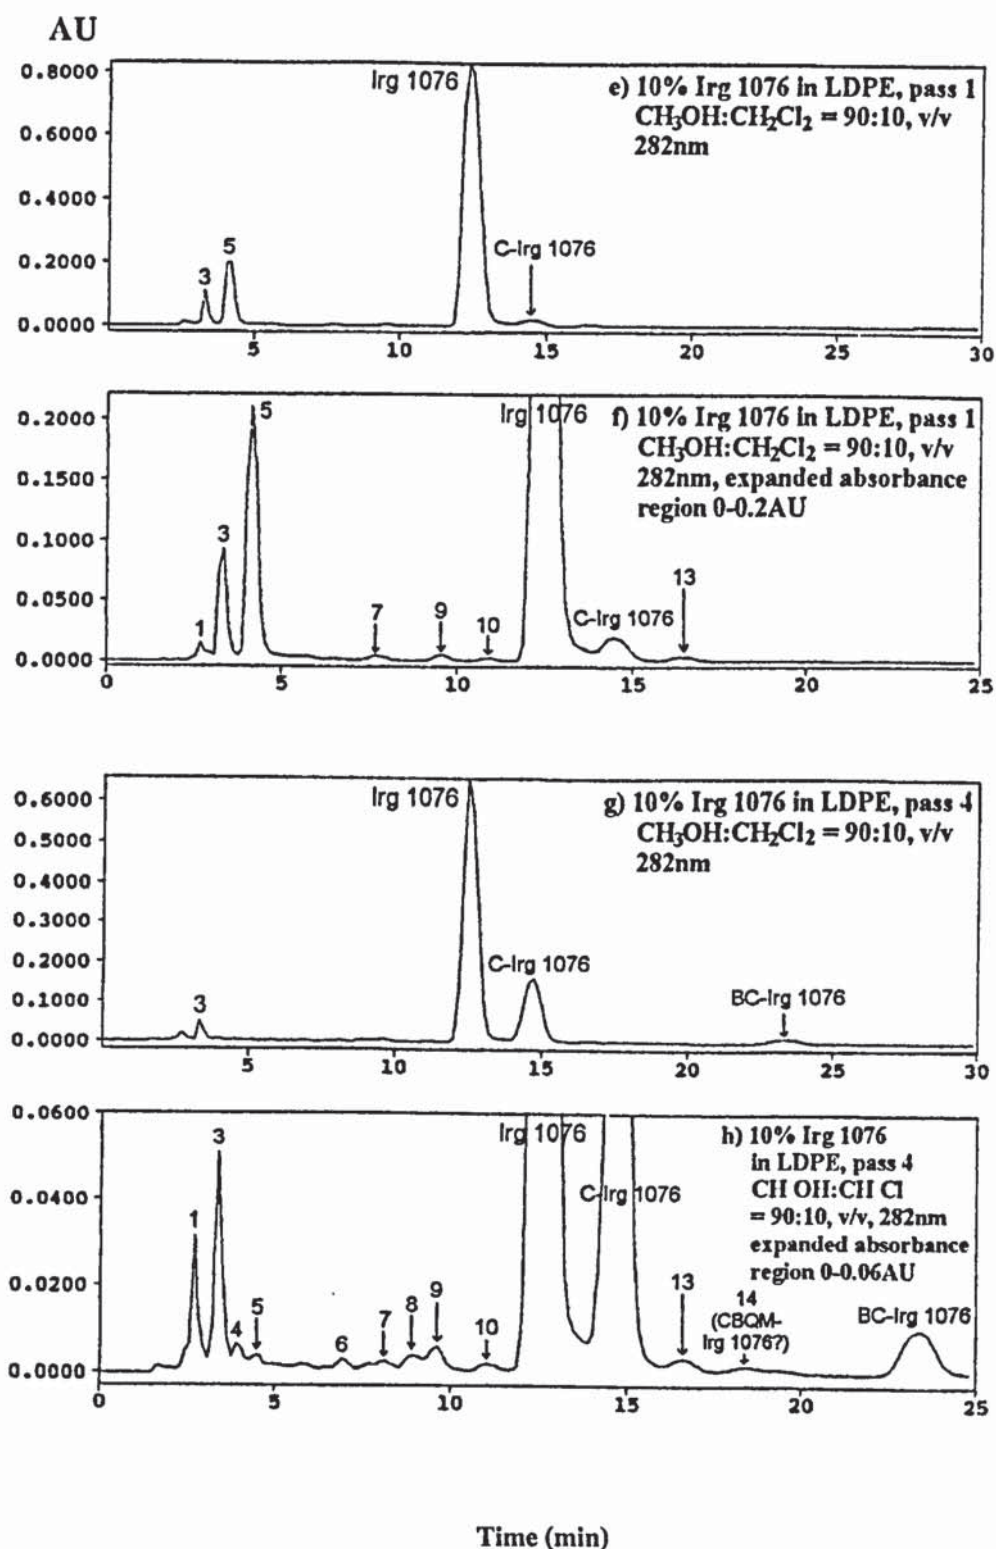 AU
0.8000
0.6000
0.4000
0.2000
0.0000
Irg 1076
e) 10% Irg 1076 in LDPE, pass 1
CH₃OH:CH₂Cl₂ = 90:10, v/v
282nm
3
5
C-Irg 1076
5
10
15
20
25
30
0.2000
0.1500
0.1000
0.0500
0.0000
5
Irg 1076
f) 10% Irg 1076 in LDPE, pass 1
CH₃OH:CH₂Cl₂ = 90:10, v/v
282nm, expanded absorbance
region 0-0.2AU
1
3
7
9
10
C-Irg 1076
13
0
5
10
15
20
25
0.6000
0.5000
0.4000
0.3000
0.2000
0.1000
0.0000
Irg 1076
g) 10% Irg 1076 in LDPE, pass 4
CH₃OH:CH₂Cl₂ = 90:10, v/v
282nm
3
C-Irg 1076
BC-Irg 1076
5
10
15
20
25
30
0.0600
0.0400
0.0200
0.0000
Irg 1076
h) 10% Irg 1076
in LDPE, pass 4
CH OH:CH Cl
= 90:10, v/v, 282nm
expanded absorbance
region 0-0.06AU
1
3
4
5
6
7
8
9
10
C-Irg 1076
13
14
(CBQM-
Irg 1076?)
BC-Irg 1076
0
5
10
15
20
25
Time (min)